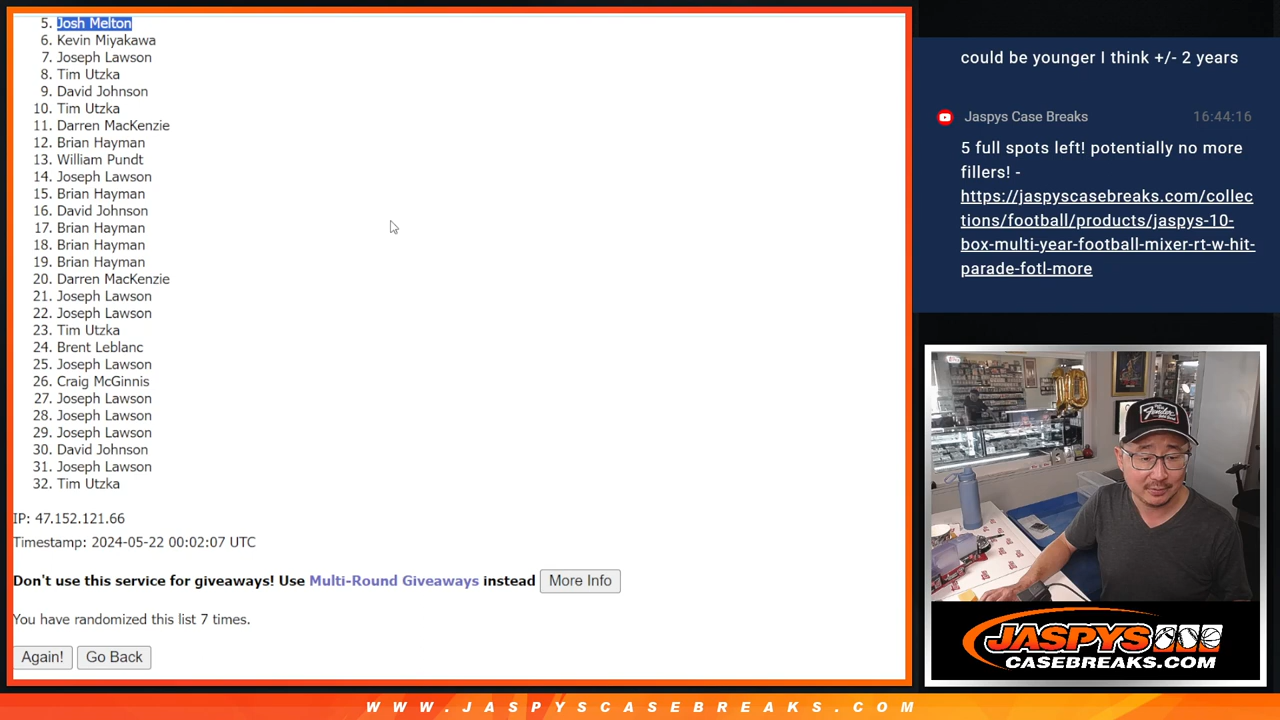 5. Josh Melton
6. Kevin Miyakawa
7. Joseph Lawson
8. Tim Utzka
9. David Johnson
10. Tim Utzka
11. Darren MacKenzie
12. Brian Hayman
13. William Pundt
14. Joseph Lawson
15. Brian Hayman
16. David Johnson
17. Brian Hayman
18. Brian Hayman
19. Brian Hayman
20. Darren MacKenzie
21. Joseph Lawson
22. Joseph Lawson
23. Tim Utzka
24. Brent Leblanc
25. Joseph Lawson
26. Craig McGinnis
27. Joseph Lawson
28. Joseph Lawson
29. Joseph Lawson
30. David Johnson
31. Joseph Lawson
32. Tim Utzka
IP: 47.152.121.66
Timestamp: 2024-05-22 00:02:07 UTC
Don't use this service for giveaways! Use Multi-Round Giveaways instead More Info
You have randomized this list 7 times.
Again! Go Back
could be younger I think +/- 2 years
Jaspys Case Breaks 16:44:16
5 full spots left! potentially no more
fillers! -
https://jaspyscasebreaks.com/collec
tions/football/products/jaspys-10-
box-multi-year-football-mixer-rt-w-hit-
parade-fotl-more
10
Fender
JASPYS
CASEBREAKS.COM
WWW.JASPYSCASEBREAKS.COM